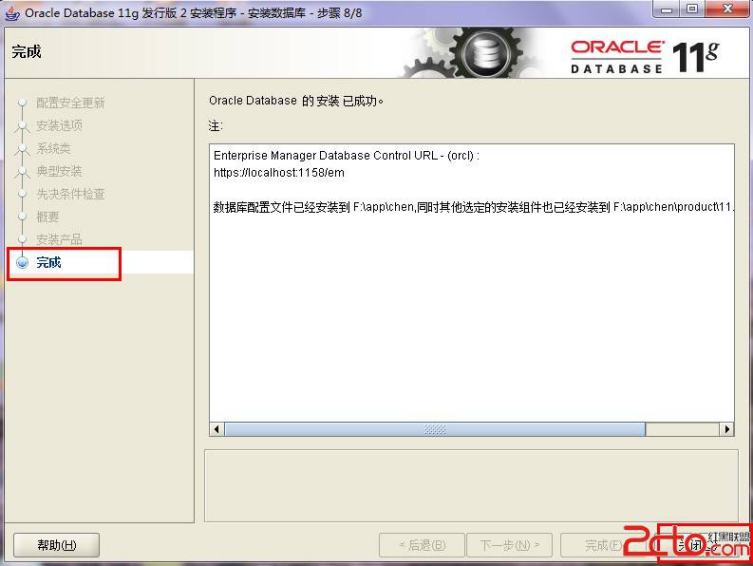 Oracle Database 11g 发行版 2 安装程序 - 安装数据库 - 步骤 8/8
完成
ORACLE
DATABASE
11g
配置安全更新
安装选项
系统类
典型安装
先决条件检查
概要
安装产品
完成
Oracle Database 的 安装 已成功。
注:
Enterprise Manager Database Control URL - (orcl) :
https://localhost:1158/em
数据库配置文件已经安装到 F:\app\chen,同时其他选定的安装组件也已经安装到 F:\app\chen\product\11.
帮助(H)
< 后退(B)
下一步(N) >
完成(F)
关闭
2cto.com
红黑联盟